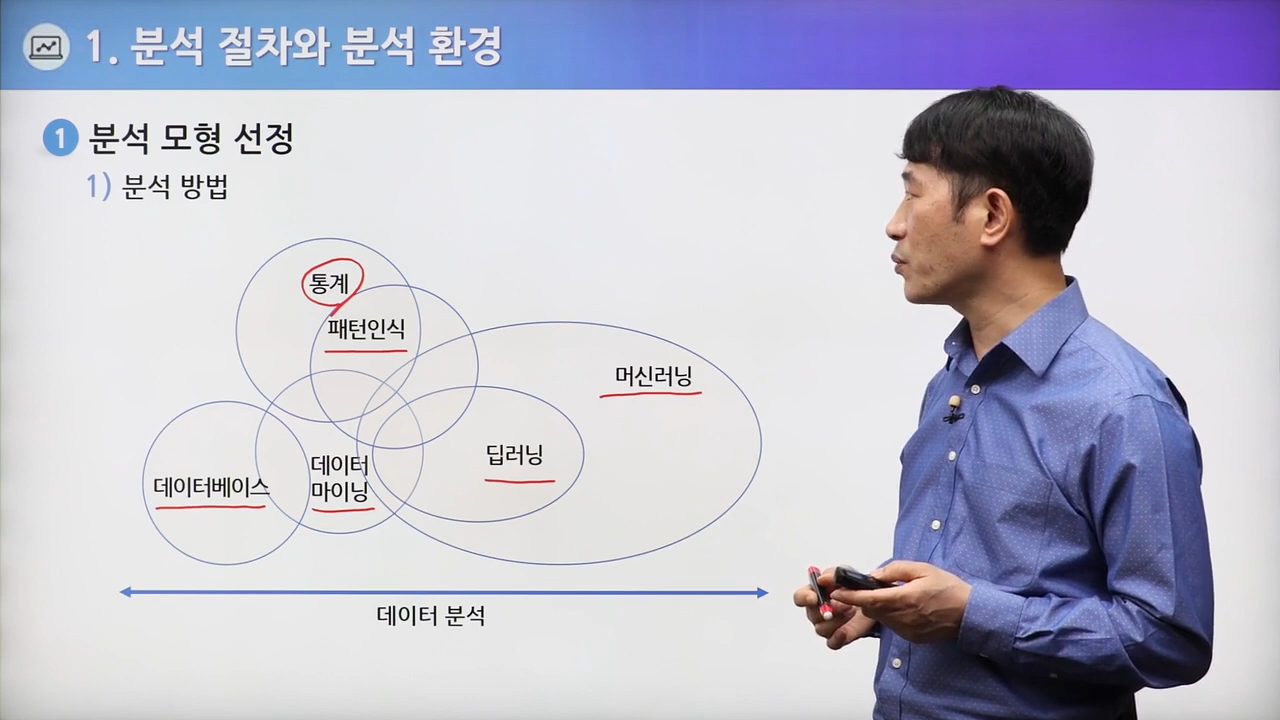 1. 분석 절차와 분석 환경
1 분석 모형 선정
1) 분석 방법
통계
패턴인식
머신러닝
딥러닝
데이터
마이닝
데이터베이스
데이터 분석